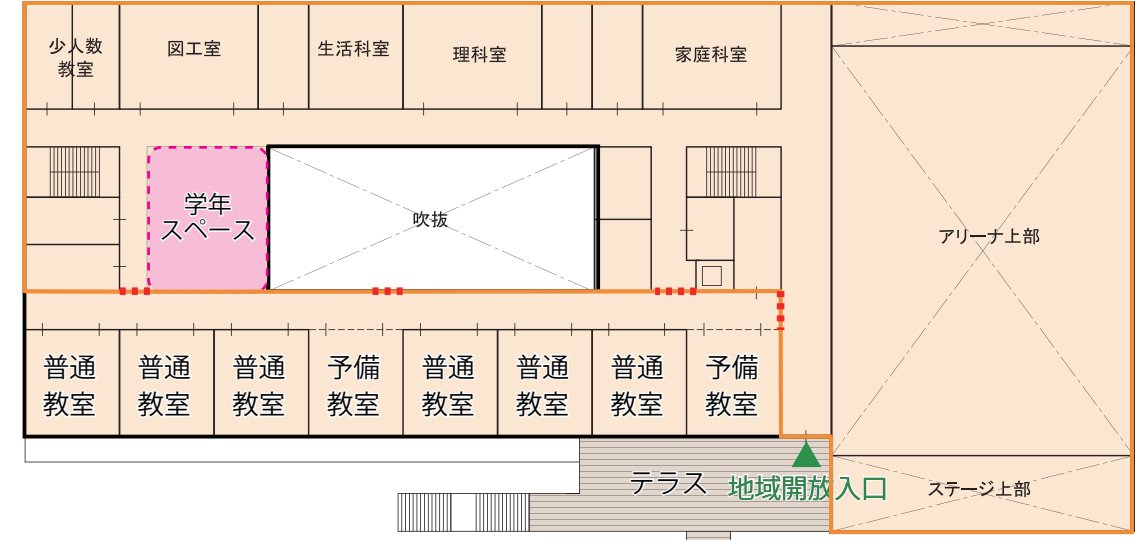 少人数
教室
図工室
生活科室
理科室
家庭科室
学年
スペース
吹抜
アリーナ上部
普通
教室
普通
教室
普通
教室
予備
教室
普通
教室
普通
教室
普通
教室
予備
教室
テラス
地域開放入口
ステージ上部